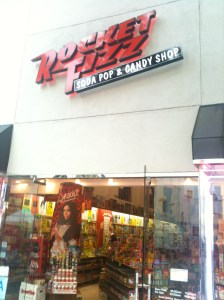 ROCKET
FIZZ
SODA POP & CANDY SHOP